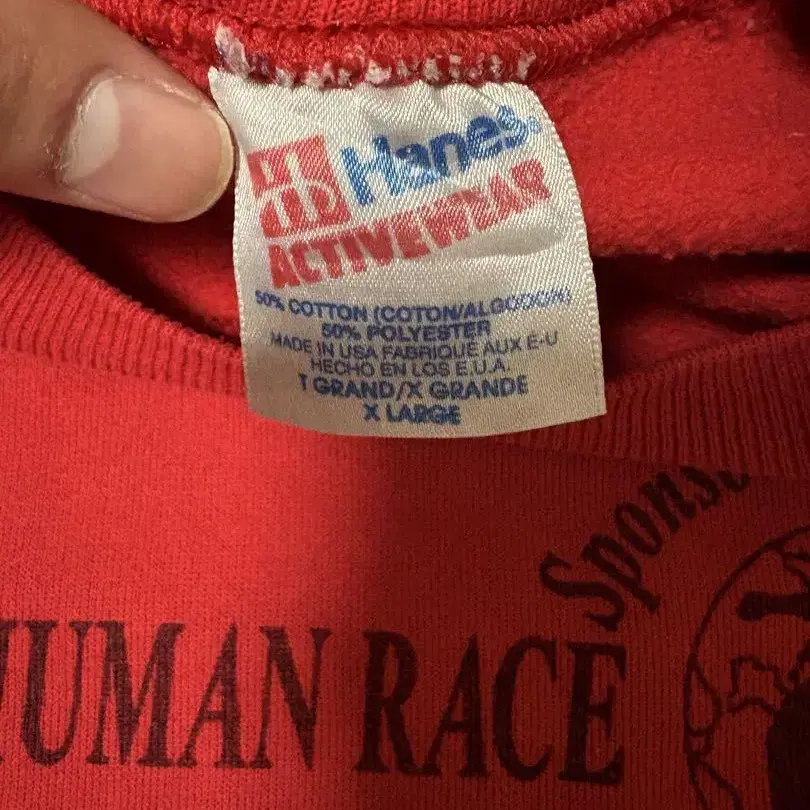 Hanes
ACTIVEWEAR
50% COTTON (COTON/ALGODON)
50% POLYESTER
MADE IN USA FABRIQUE AUX E-U
HECHO EN LOS E.U.A.
T GRAND/X GRANDE
X LARGE
HUMAN RACE